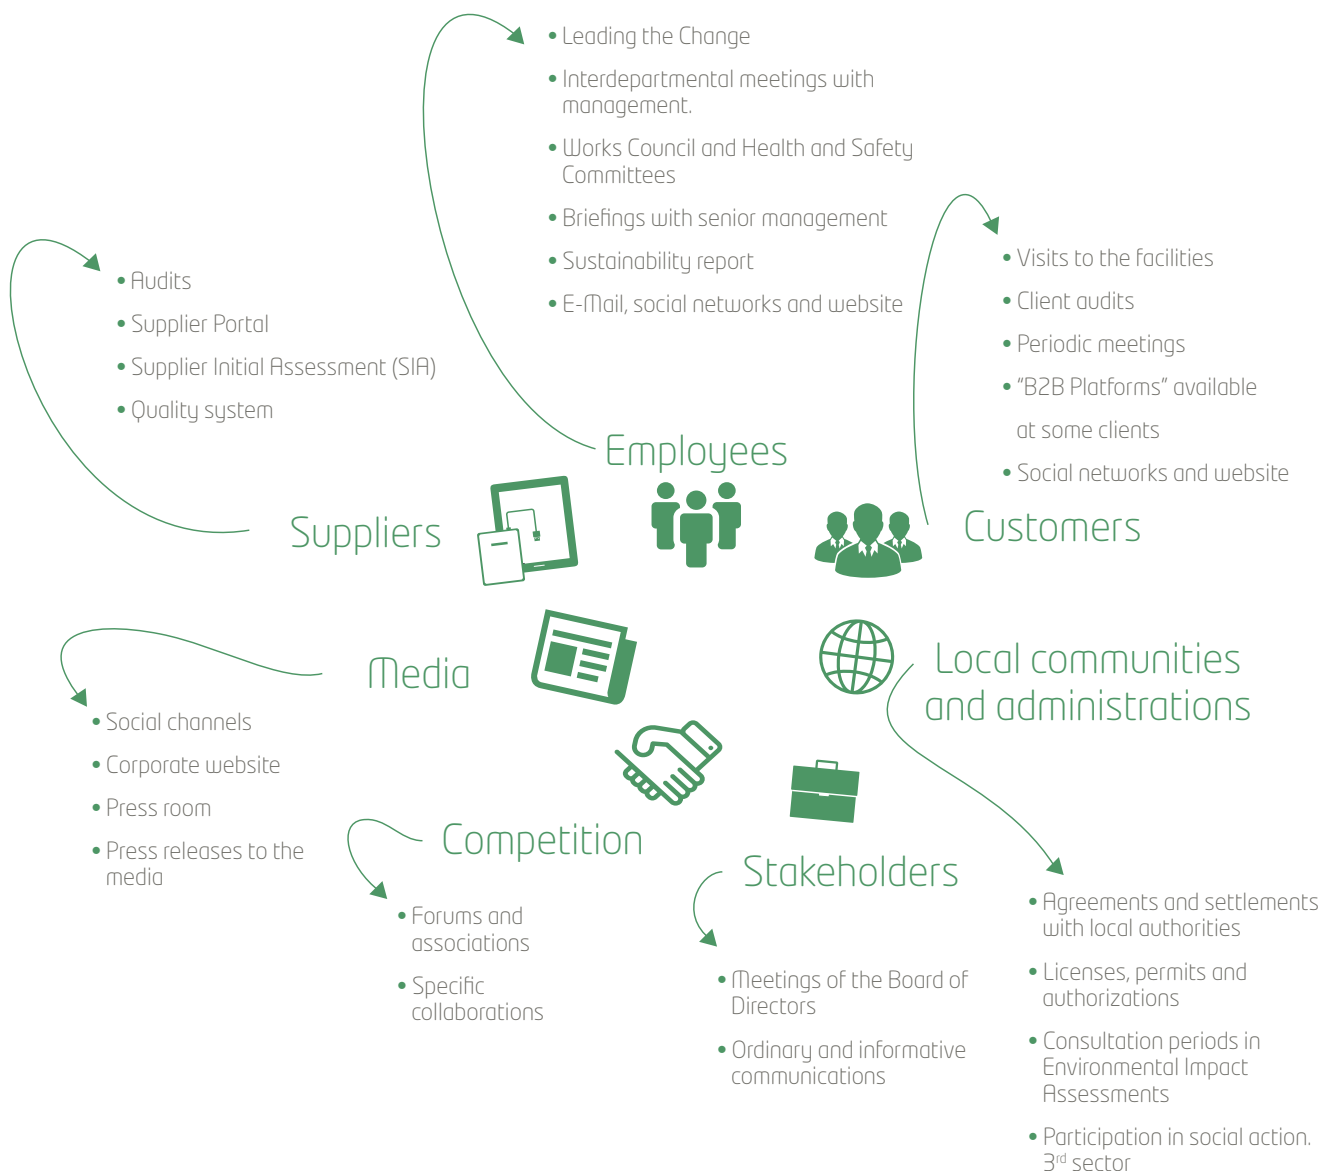 • Leading the Change
• Interdepartmental meetings with
management.
• Works Council and Health and Safety
Committees
• Briefings with senior management
• Sustainability report
• E-Mail, social networks and website
Employees
• Audits
• Supplier Portal
• Supplier Initial Assessment (SIA)
• Quality system
Suppliers
• Visits to the facilities
• Client audits
• Periodic meetings
• “B2B Platforms” available
at some clients
• Social networks and website
Customers
Media
• Social channels
• Corporate website
• Press room
• Press releases to the
media
Local communities
and administrations
• Agreements and settlements
with local authorities
• Licenses, permits and
authorizations
• Consultation periods in
Environmental Impact
Assessments
• Participation in social action.
3rd sector
Competition
• Forums and
associations
• Specific
collaborations
Stakeholders
• Meetings of the Board of
Directors
• Ordinary and informative
communications